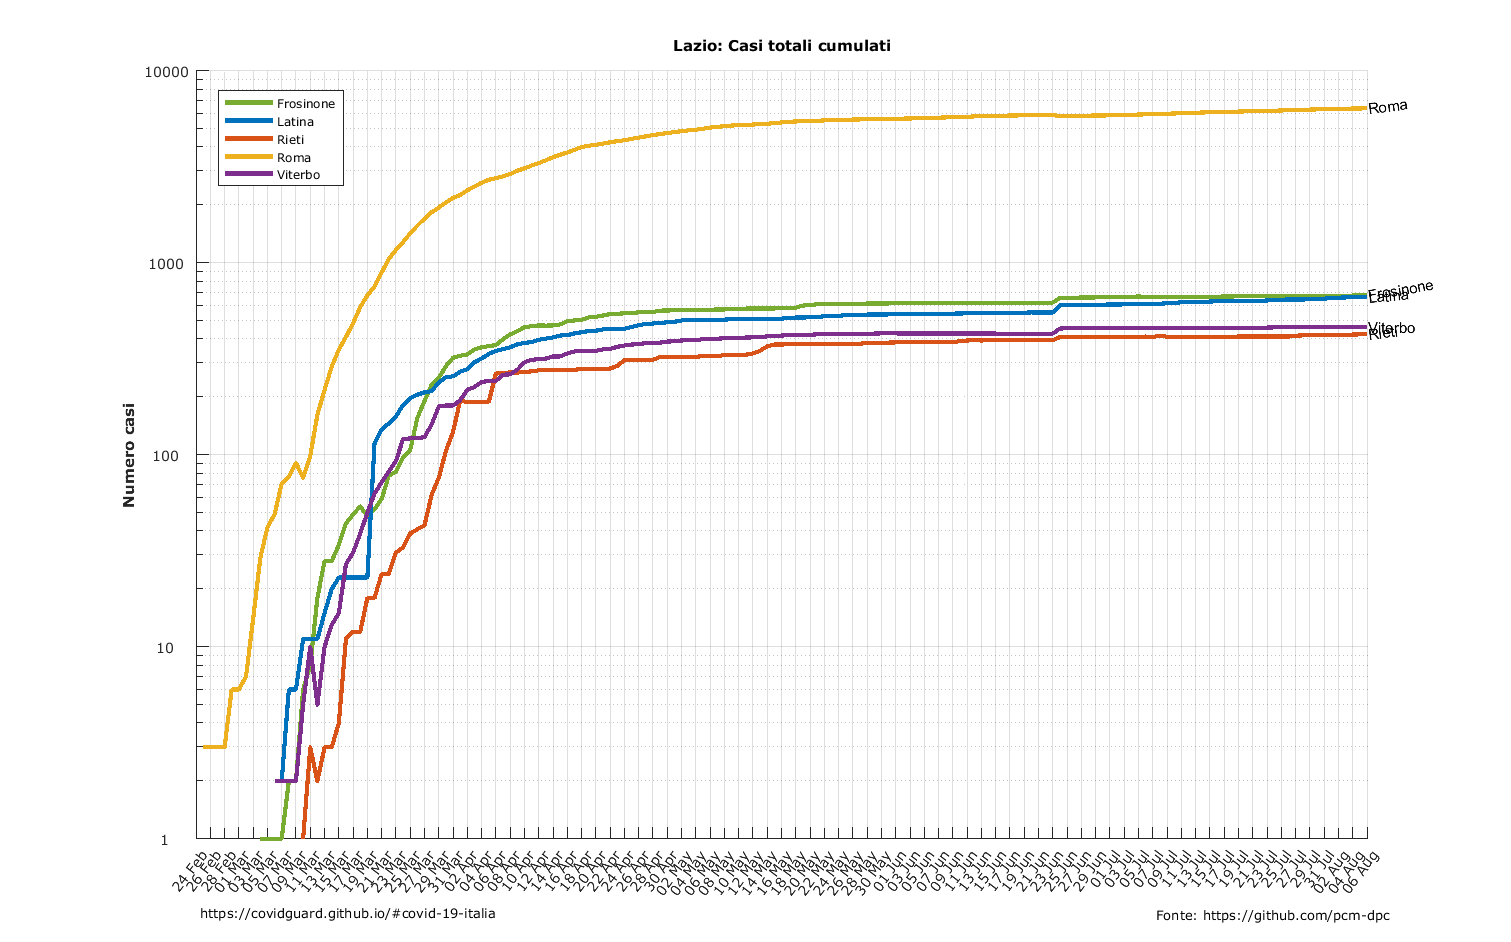 Lazio: Casi totali cumulati
10000
1000
100
10
1
Numero casi
Frosinone
Latina
Rieti
Roma
Viterbo
Roma
Frosinone
Latina
Viterbo
Rieti
24 Feb
26 Feb
28 Feb
01 Mar
03 Mar
05 Mar
07 Mar
09 Mar
11 Mar
13 Mar
15 Mar
17 Mar
19 Mar
21 Mar
23 Mar
25 Mar
27 Mar
29 Mar
31 Mar
02 Apr
04 Apr
06 Apr
08 Apr
10 Apr
12 Apr
14 Apr
16 Apr
18 Apr
20 Apr
22 Apr
24 Apr
26 Apr
28 Apr
30 Apr
02 May
04 May
06 May
08 May
10 May
12 May
14 May
16 May
18 May
20 May
22 May
24 May
26 May
28 May
30 May
01 Jun
03 Jun
05 Jun
07 Jun
09 Jun
11 Jun
13 Jun
15 Jun
17 Jun
19 Jun
21 Jun
23 Jun
25 Jun
27 Jun
29 Jun
01 Jul
03 Jul
05 Jul
07 Jul
09 Jul
11 Jul
13 Jul
15 Jul
17 Jul
19 Jul
21 Jul
23 Jul
25 Jul
27 Jul
29 Jul
31 Jul
02 Aug
04 Aug
06 Aug
https://covidguard.github.io/#covid-19-italia
Fonte: https://github.com/pcm-dpc